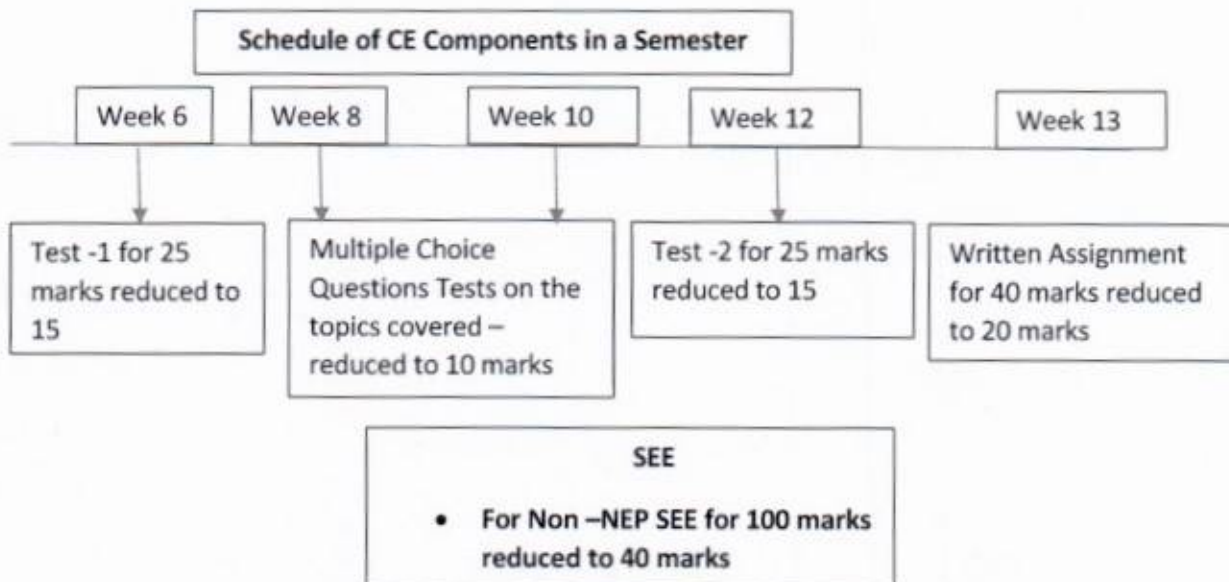 Schedule of CE Components in a Semester
Week 6
Week 8
Week 10
Week 12
Week 13
Test -1 for 25
marks reduced to
15
Multiple Choice
Questions Tests on the
topics covered –
reduced to 10 marks
Test -2 for 25 marks
reduced to 15
Written Assignment
for 40 marks reduced
to 20 marks
SEE
• For Non –NEP SEE for 100 marks
reduced to 40 marks